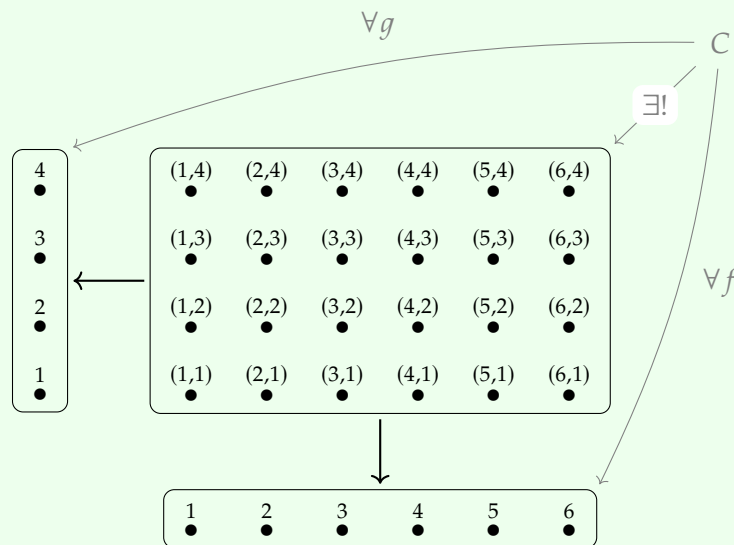 ∀g
C
∃!
4 (1,4) (2,4) (3,4) (4,4) (5,4) (6,4)
3 (1,3) (2,3) (3,3) (4,3) (5,3) (6,3)
∀f
2 (1,2) (2,2) (3,2) (4,2) (5,2) (6,2)
1 (1,1) (2,1) (3,1) (4,1) (5,1) (6,1)
1 2 3 4 5 6